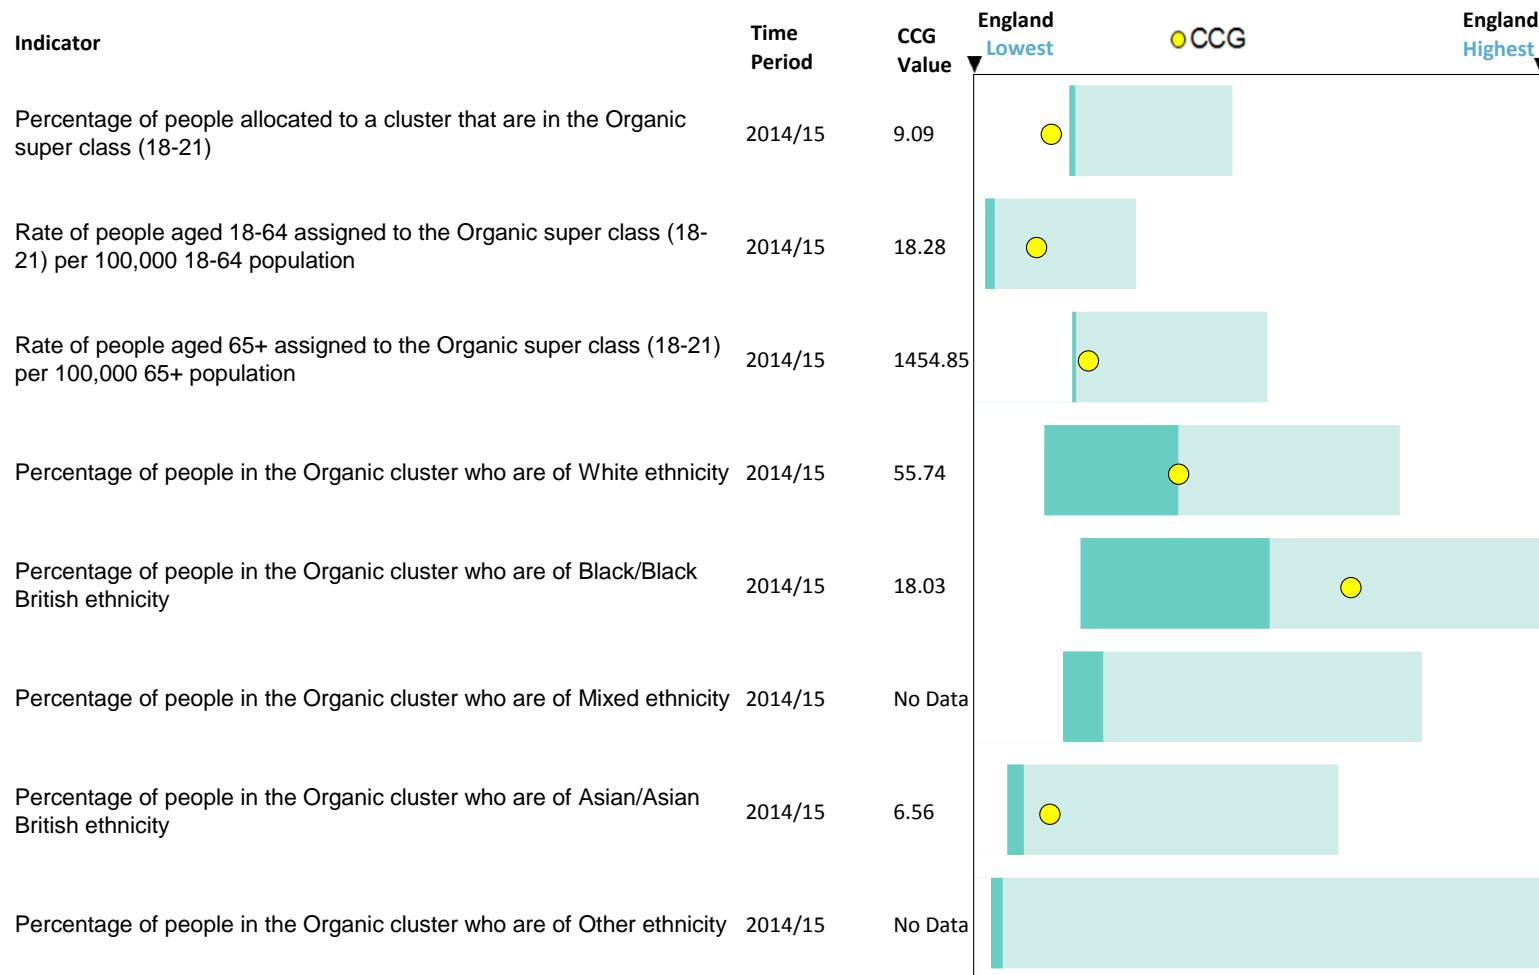 Indicator
Time
Period
CCG
Value
England
Lowest
CCG
England
Highest
Percentage of people allocated to a cluster that are in the Organic
super class (18-21)
2014/15
9.09
Rate of people aged 18-64 assigned to the Organic super class (18-
21) per 100,000 18-64 population
2014/15
18.28
Rate of people aged 65+ assigned to the Organic super class (18-21)
per 100,000 65+ population
2014/15
1454.85
Percentage of people in the Organic cluster who are of White ethnicity
2014/15
55.74
Percentage of people in the Organic cluster who are of Black/Black
British ethnicity
2014/15
18.03
Percentage of people in the Organic cluster who are of Mixed ethnicity
2014/15
No Data
Percentage of people in the Organic cluster who are of Asian/Asian
British ethnicity
2014/15
6.56
Percentage of people in the Organic cluster who are of Other ethnicity
2014/15
No Data